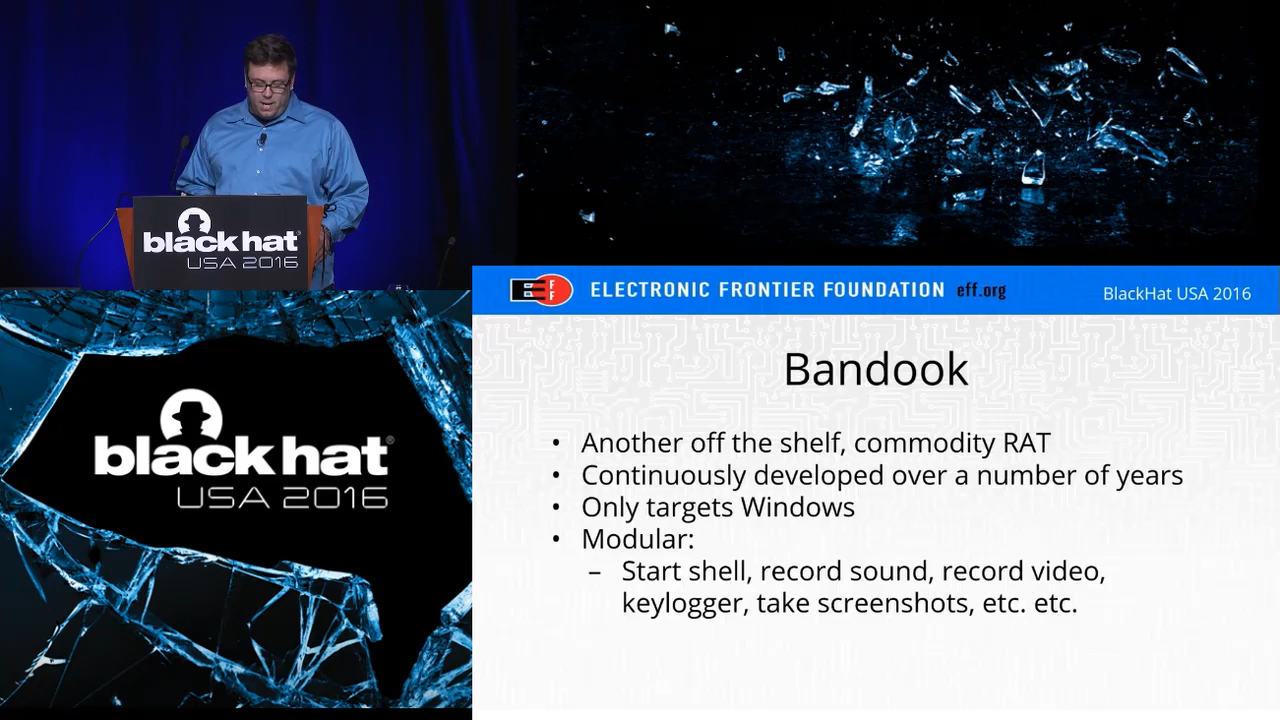 black hat
USA 2016
black hat®
USA 2016
EFF
ELECTRONIC FRONTIER FOUNDATION eff.org
BlackHat USA 2016
Bandook
• Another off the shelf, commodity RAT
• Continuously developed over a number of years
• Only targets Windows
• Modular:
– Start shell, record sound, record video,
keylogger, take screenshots, etc. etc.